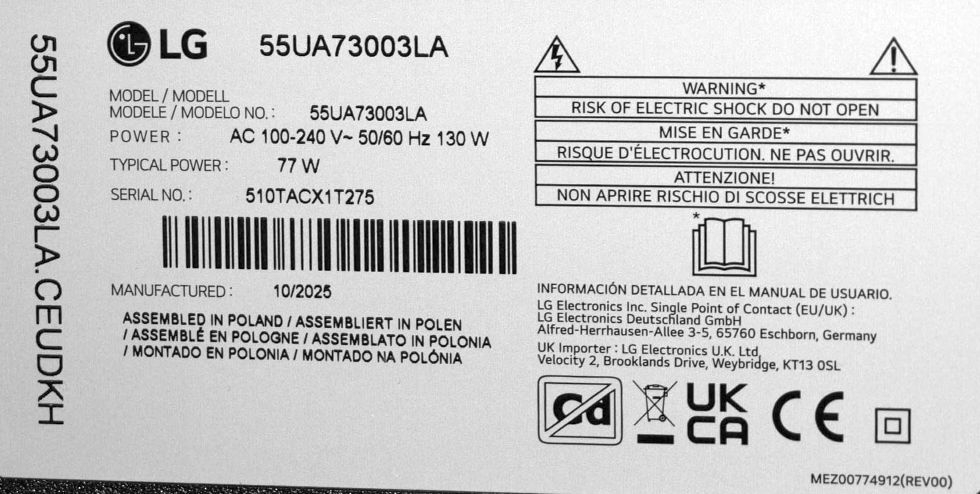 55UA73003LA.CEUDKH
LG 55UA73003LA
MODEL / MODELL
MODELE / MODELO NO. : 55UA73003LA
POWER : AC 100-240 V~ 50/60 Hz 130 W
TYPICAL POWER : 77 W
SERIAL NO. : 510TACX1T275
MANUFACTURED : 10/2025
ASSEMBLED IN POLAND / ASSEMBLIERT IN POLEN
/ ASSEMBLÉ EN POLOGNE / ASSEMBLATO IN POLONIA
/ MONTADO EN POLONIA / MONTADO NA POLÓNIA
WARNING*
RISK OF ELECTRIC SHOCK DO NOT OPEN
MISE EN GARDE*
RISQUE D'ÉLECTROCUTION. NE PAS OUVRIR.
ATTENZIONE!
NON APRIRE RISCHIO DI SCOSSE ELETTRICH
*
INFORMACIÓN DETALLADA EN EL MANUAL DE USUARIO.
LG Electronics Inc. Single Point of Contact (EU/UK) :
LG Electronics Deutschland GmbH
Alfred-Herrhausen-Allee 3-5, 65760 Eschborn, Germany
UK Importer : LG Electronics U.K. Ltd,
Velocity 2, Brooklands Drive, Weybridge, KT13 0SL
Cd
UK
CA
CE
MEZ00774912(REV00)